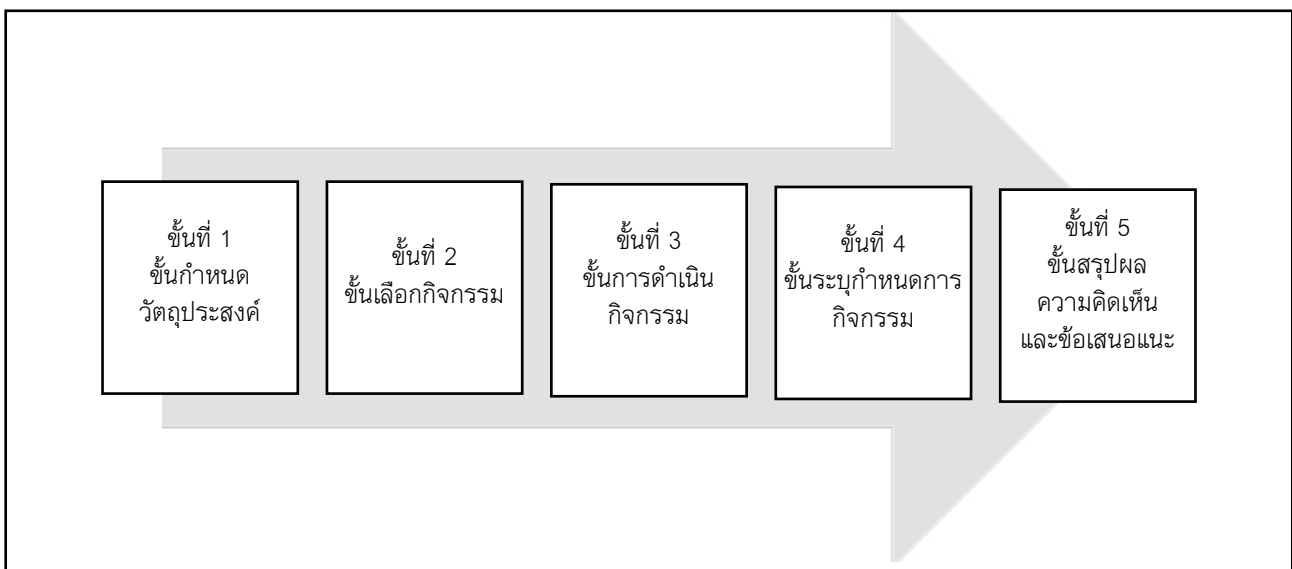 ขั้นที่ 1
ขั้นกำหนด
วัตถุประสงค์
ขั้นที่ 2
ขั้นเลือกกิจกรรม
ขั้นที่ 3
ขั้นการดำเนิน
กิจกรรม
ขั้นที่ 4
ขั้นระบุกำหนดการ
กิจกรรม
ขั้นที่ 5
ขั้นสรุปผล
ความคิดเห็น
และข้อเสนอแนะ